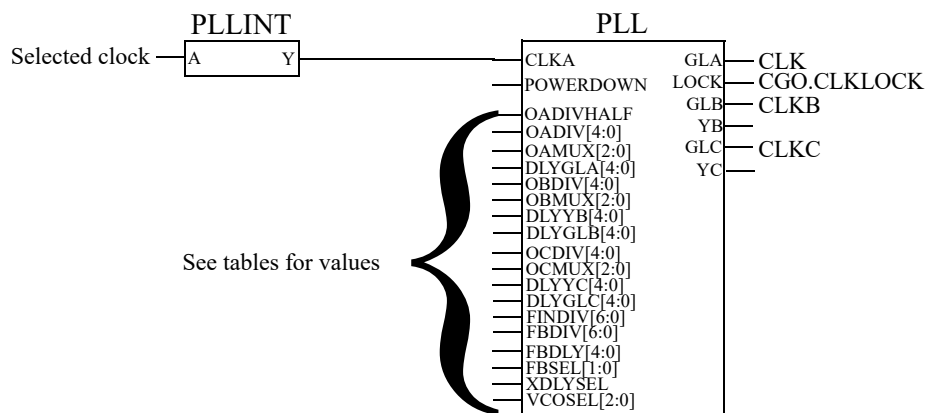 PLLINT
PLL
Selected clock
A
Y
CLKA
GLA
CLK
POWERDOWN
LOCK
CGO.CLKLOCK
OADIVHALF
GLB
CLKB
OADIV[4:0]
YB
OAMUX[2:0]
GLC
CLKC
DLYGLA[4:0]
YC
OBDIV[4:0]
OBMUX[2:0]
DLYYB[4:0]
DLYGLB[4:0]
OCDIV[4:0]
See tables for values
OCMUX[2:0]
DLYYC[4:0]
DLYGLC[4:0]
FINDIV[6:0]
FBDIV[6:0]
FBDLY[4:0]
FBSEL[1:0]
XDLYSEL
VCOSEL[2:0]